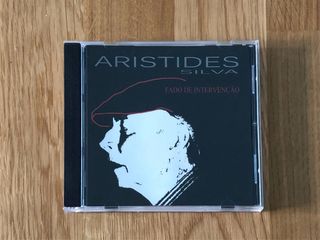 ARISTIDES
SILVA
FADO DE INTERVENÇÃO